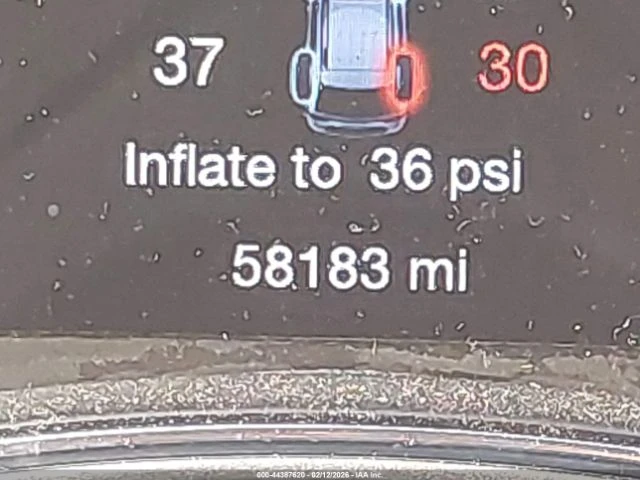 37 30
Inflate to 36 psi
58183 mi
000-44387620 - 02/12/2026 - IAA Inc.